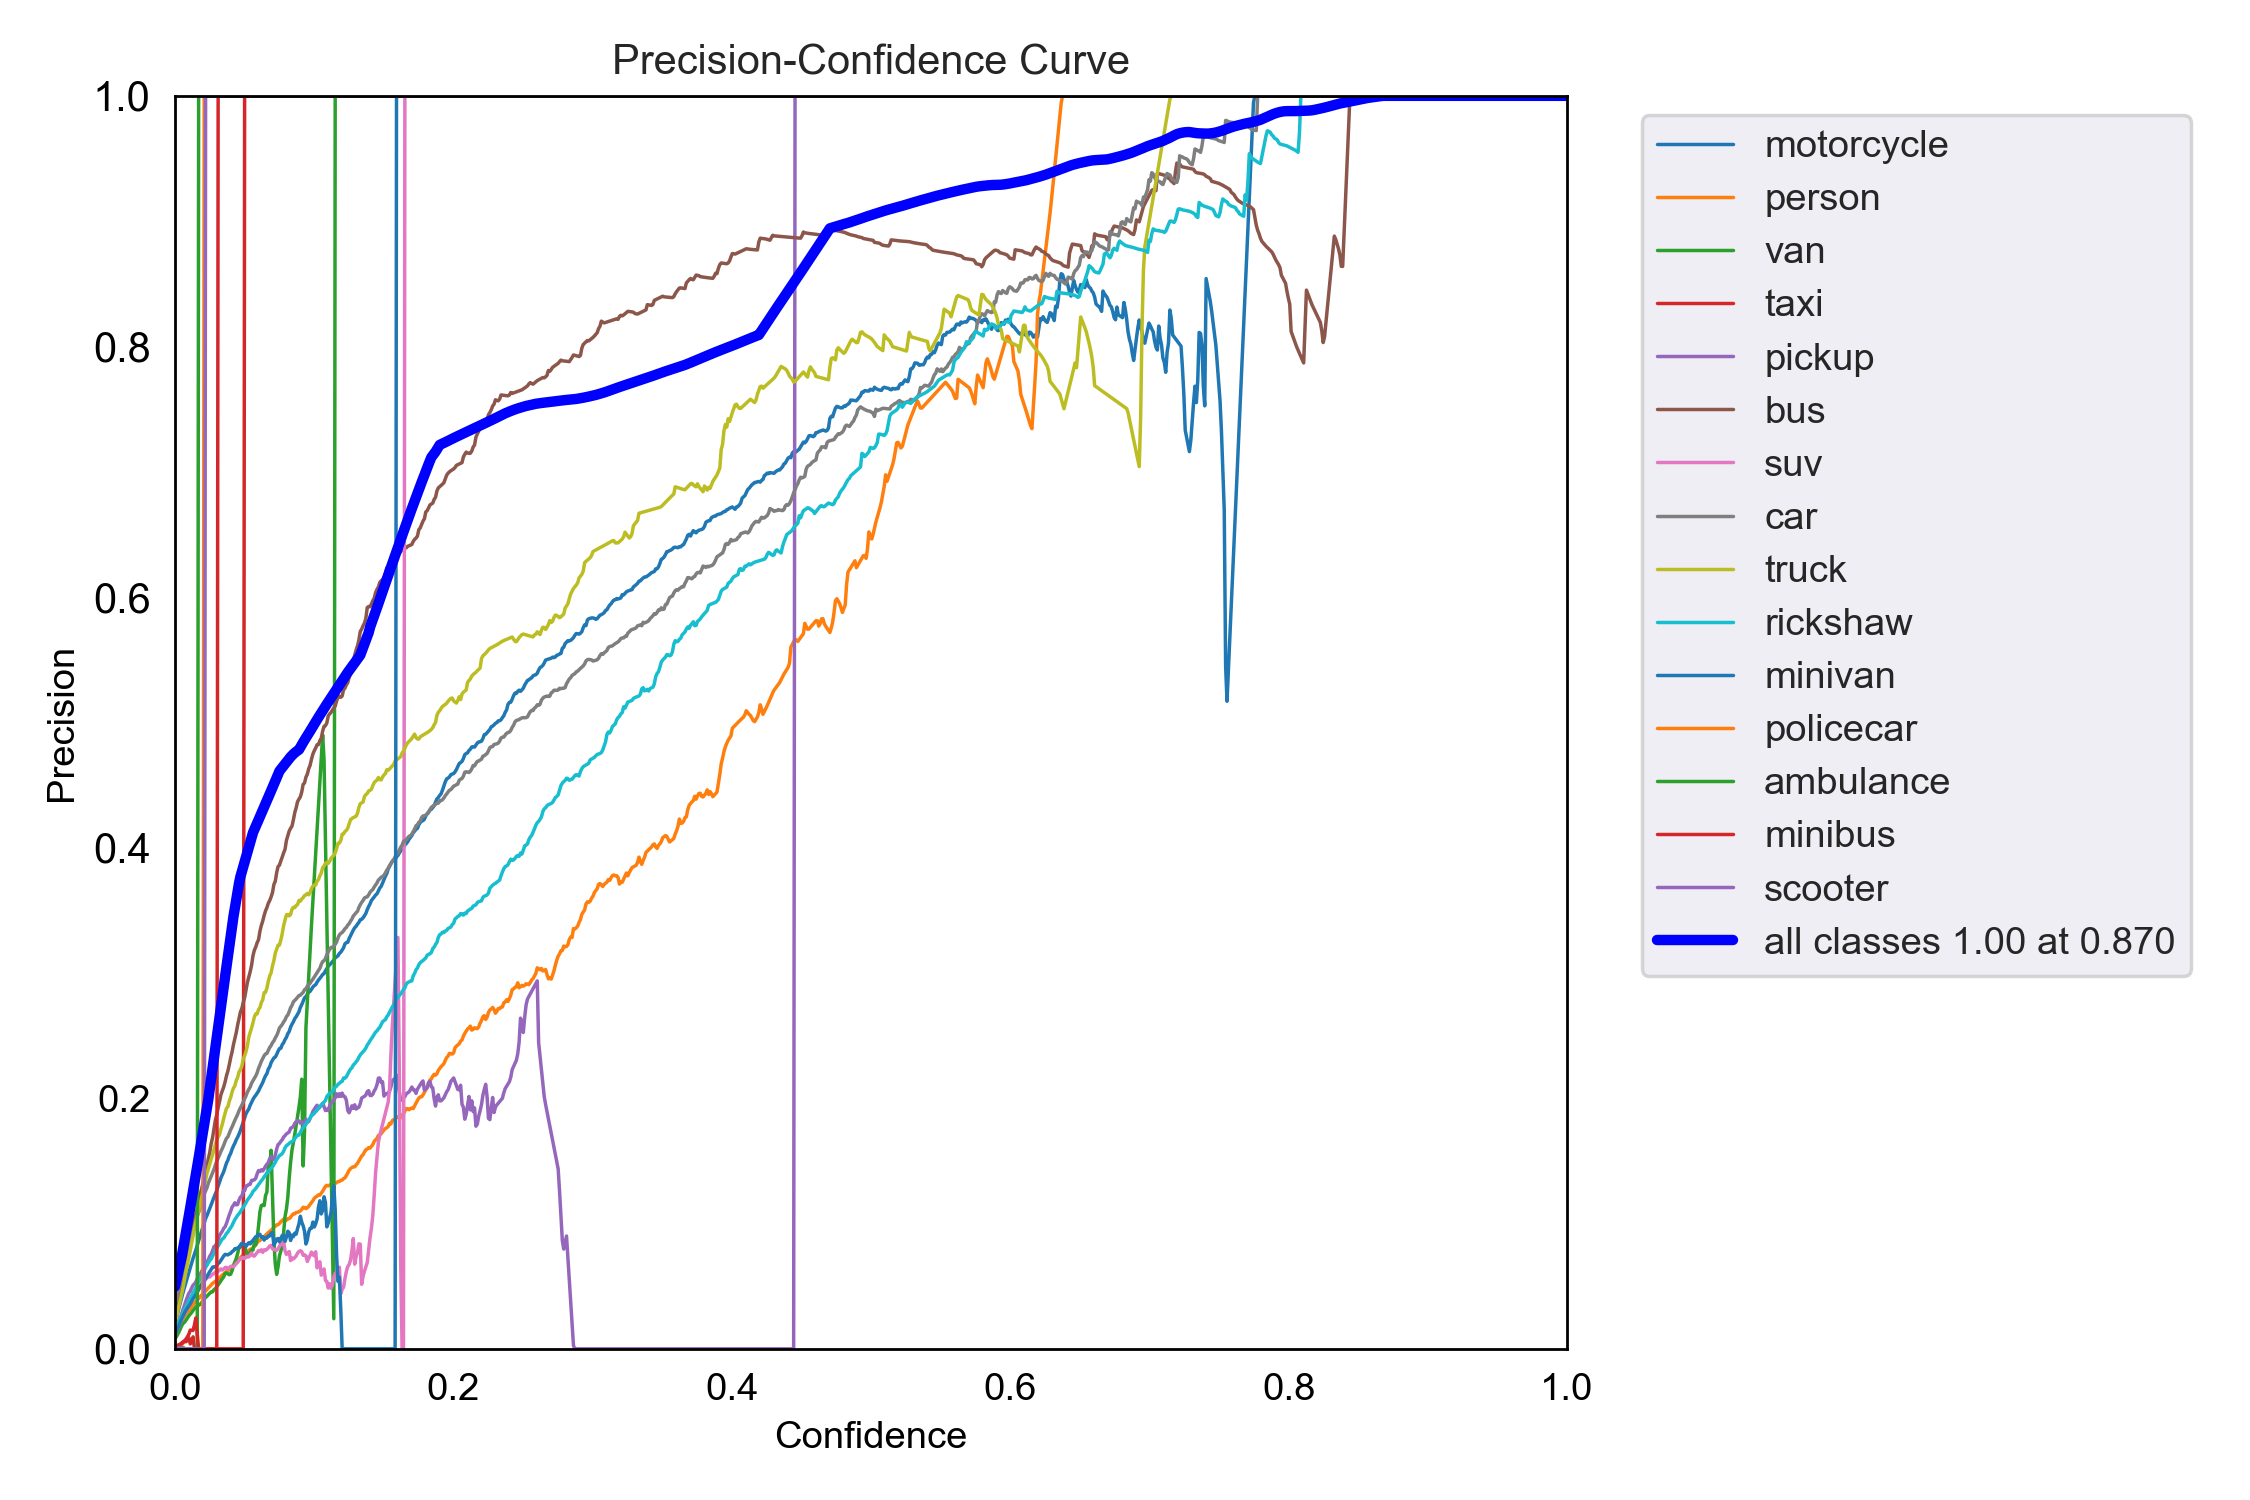 Precision-Confidence Curve
1.0
0.8
0.6
0.4
0.2
0.0
Precision
0.0 0.2 0.4 0.6 0.8 1.0
Confidence
motorcycle
person
van
taxi
pickup
bus
suv
car
truck
rickshaw
minivan
policecar
ambulance
minibus
scooter
all classes 1.00 at 0.870